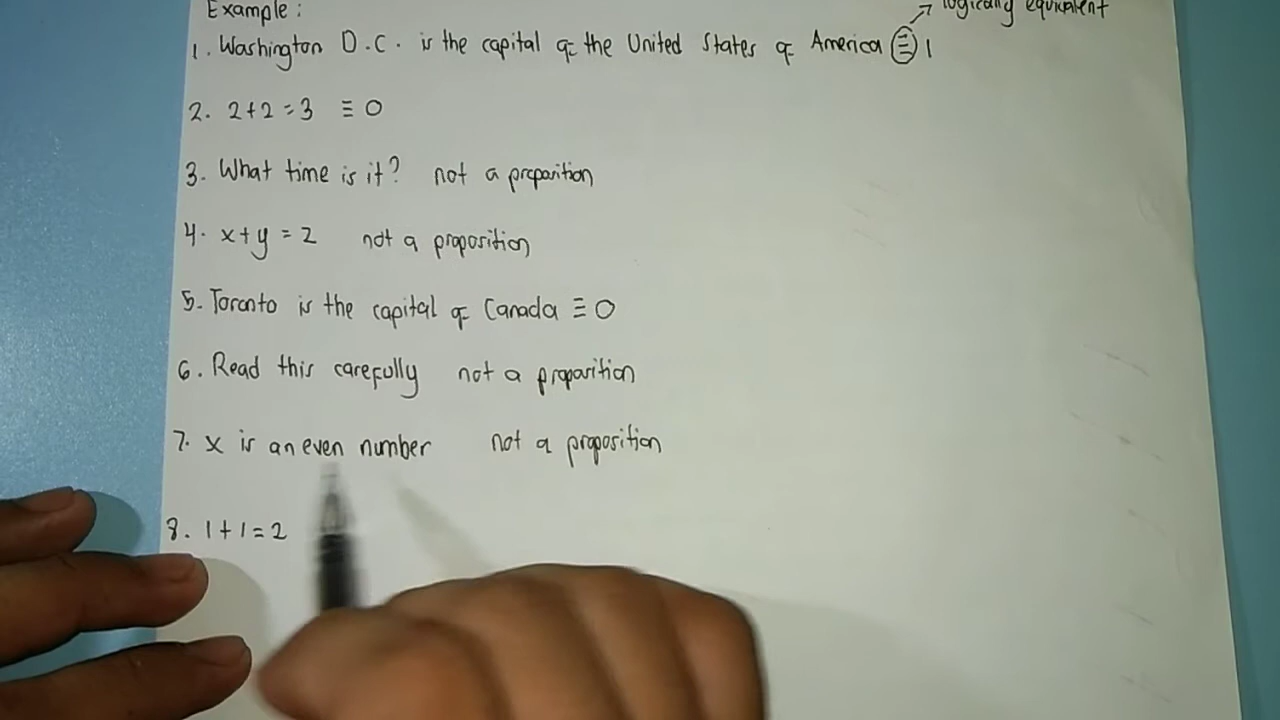 Example :
logically equivalent
1. Washington D.C. is the capital of the United States of America ≡ 1
2. 2+2=3 ≡ 0
3. What time is it? not a proposition
4. x+y = 2 not a proposition
5. Toronto is the capital of Canada ≡ 0
6. Read this carefully not a proposition
7. x is an even number not a proposition
8. 1+1=2